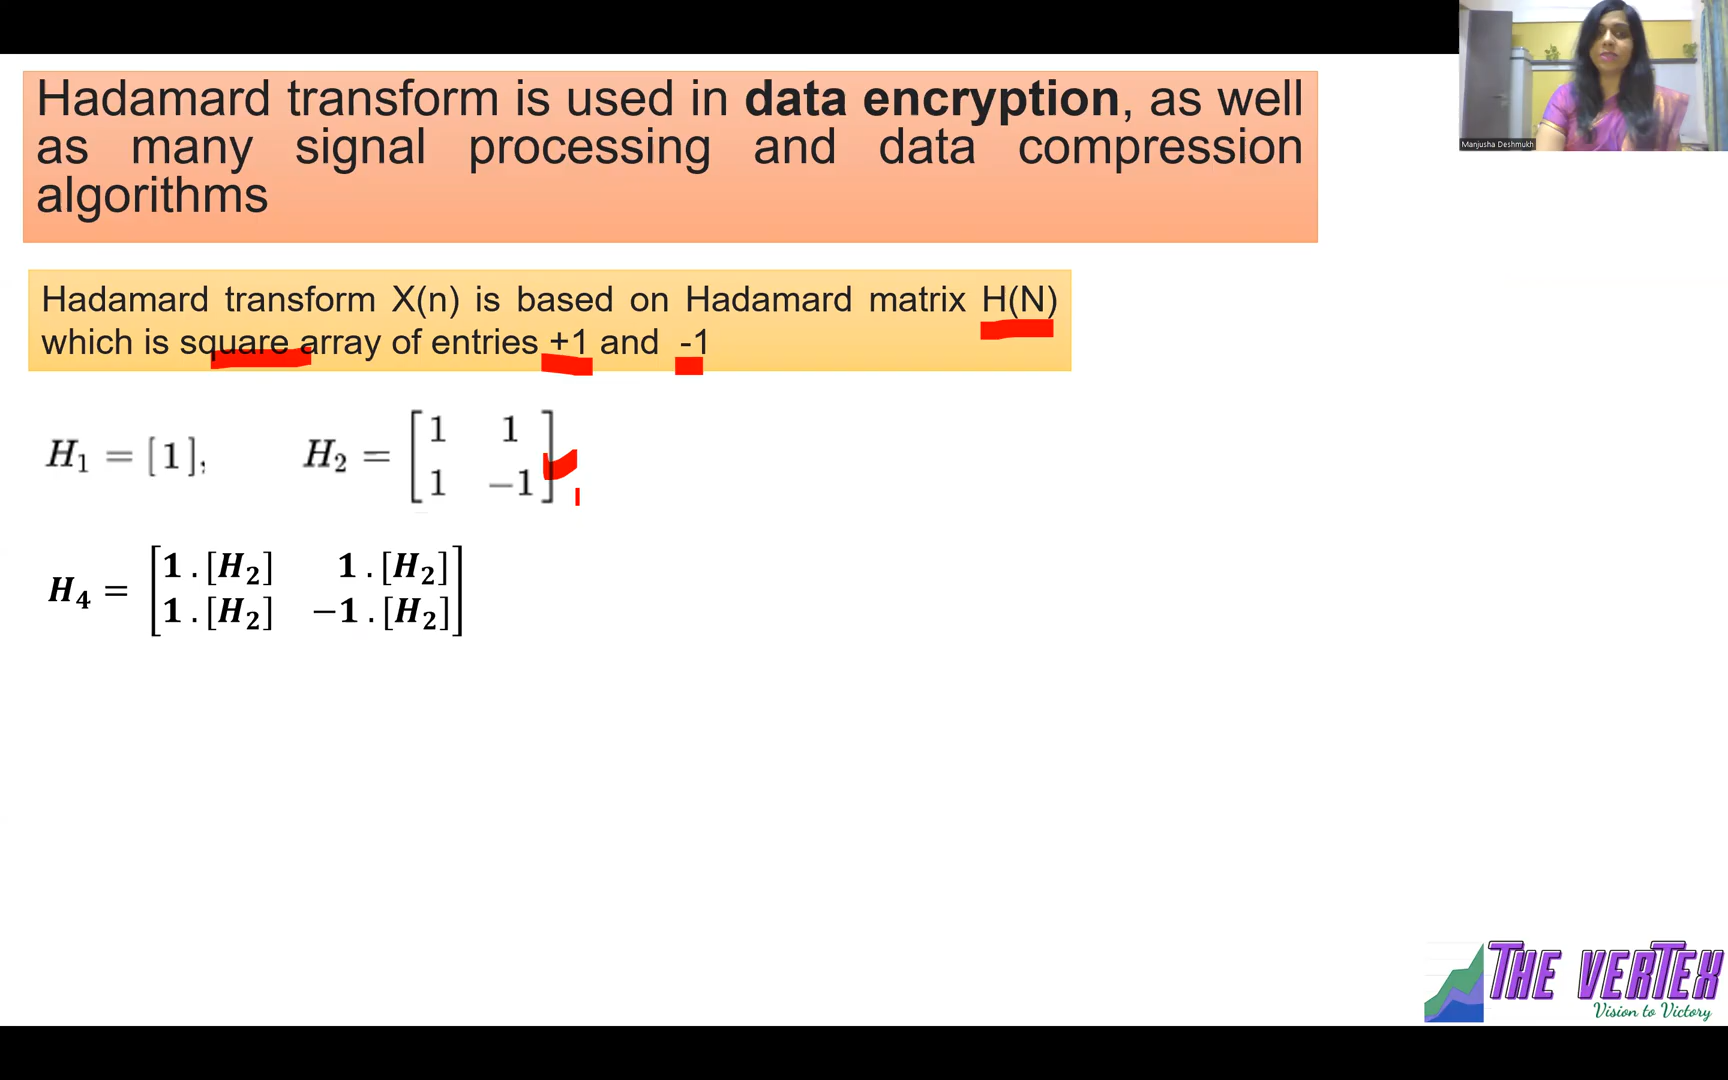 Hadamard transform is used in data encryption, as well
as many signal processing and data compression
algorithms
Manjusha Deshmukh
Hadamard transform X(n) is based on Hadamard matrix H(N)
which is square array of entries +1 and -1
H₁ = [1], H₂ = [1 1
1 −1]
H₄ = [1 . [H₂] 1 . [H₂]
1 . [H₂] −1 . [H₂]]
THE VERTEX
Vision to Victory